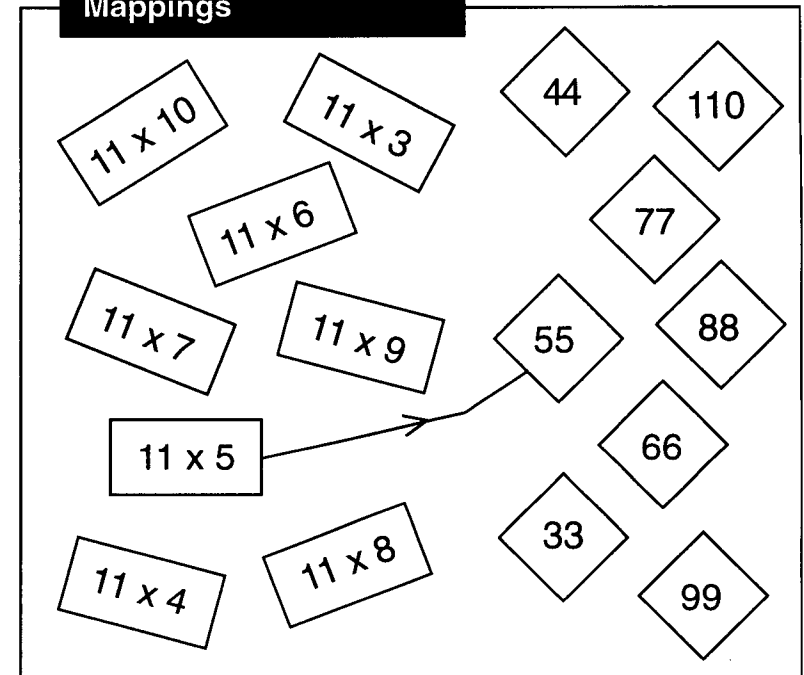 Mappings
11 x 10
11 x 3
11 x 6
11 x 7
11 x 9
11 x 5
11 x 4
11 x 8
44
110
77
55
88
66
33
99